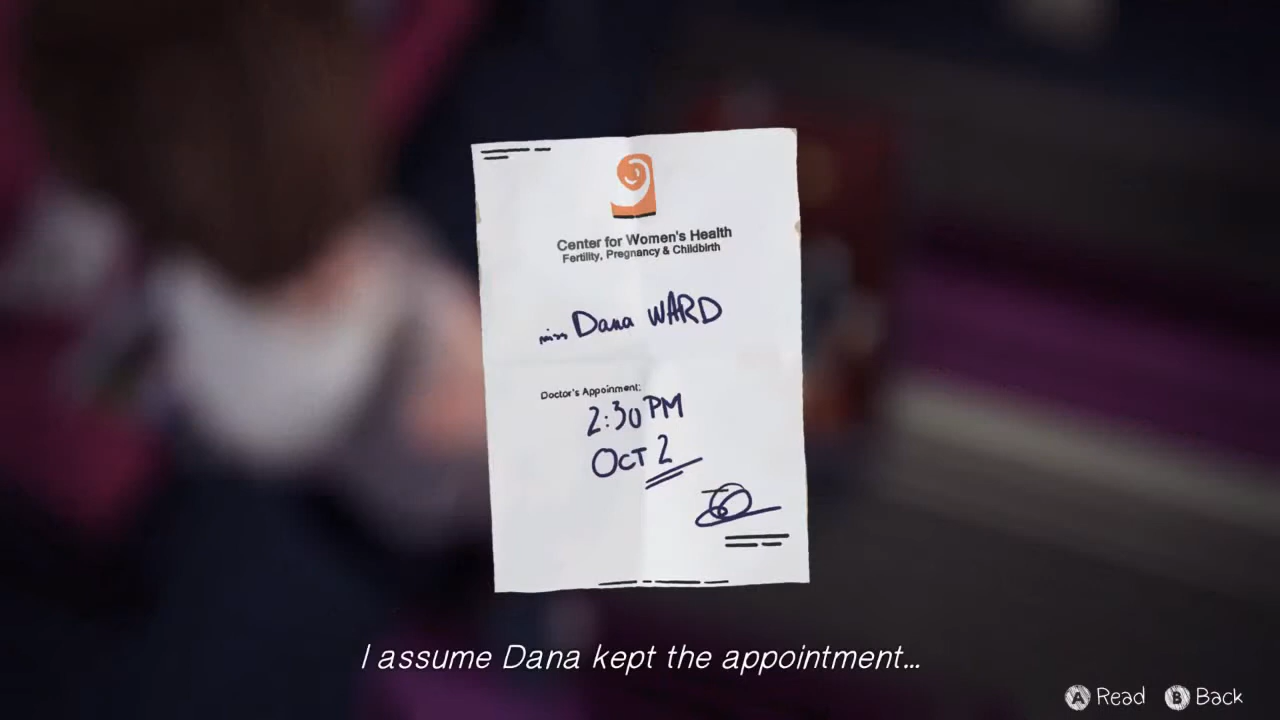 Center for Women's Health
Fertility, Pregnancy & Childbirth
miss Dana WARD
Doctor's Appoinment:
2:30 PM
OCT 2
I assume Dana kept the appointment...
A Read B Back